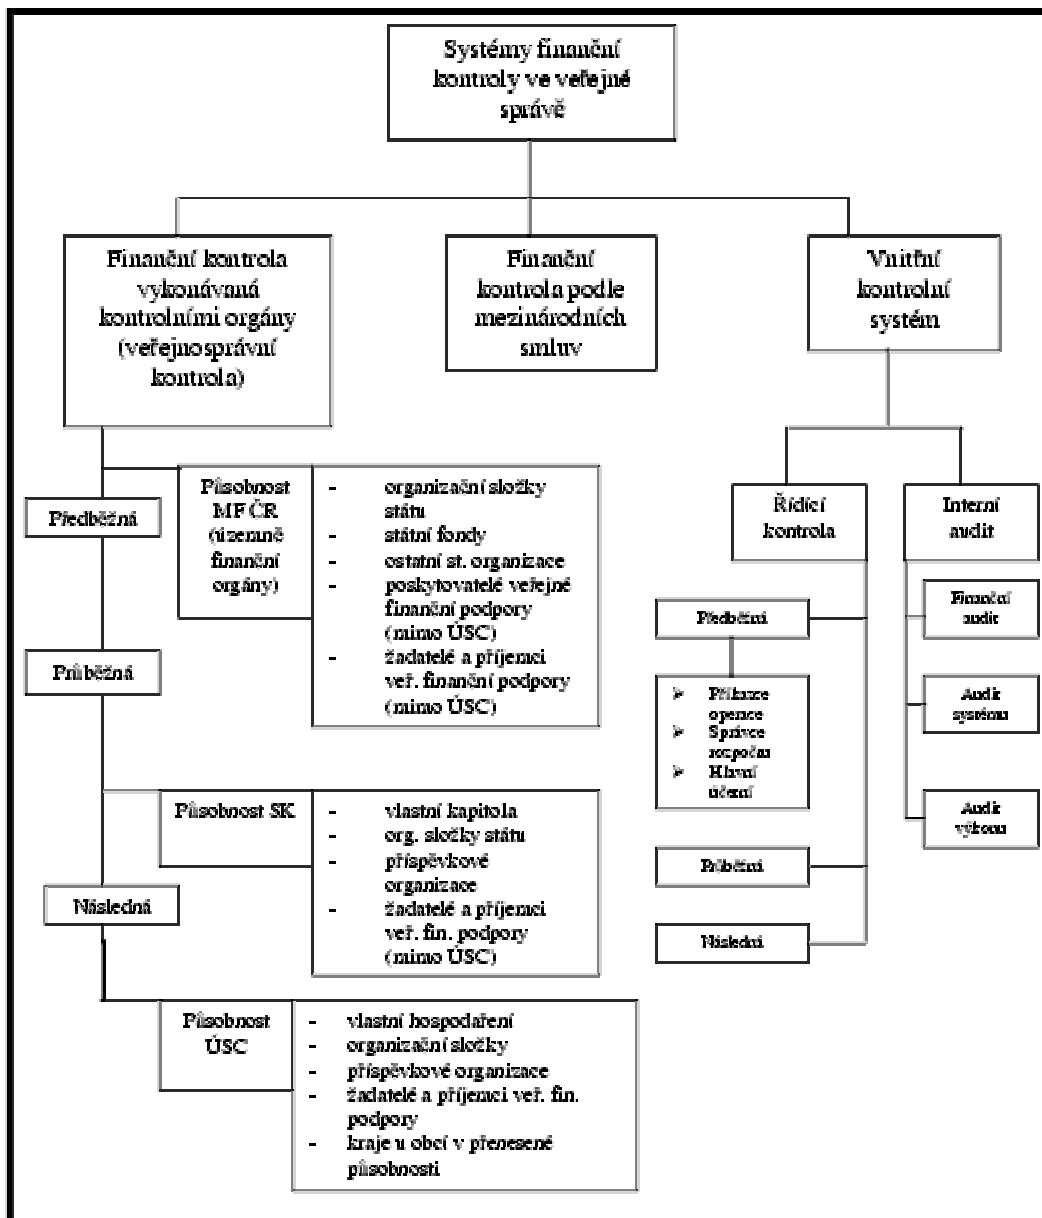 Systémy finanční
kontroly ve veřejné
správě
Finanční kontrola
vykonávaná
kontrolními orgány
(veřejnosprávní
kontrola)
Finanční
kontrola podle
mezinárodních
smluv
Vnitřní
kontrolní
systém
Předběžná
Průběžná
Následná
Působnost
MF ČR
(územně
finanční
orgány)
- organizační složky
státu
- státní fondy
- ostatní st. organizace
- poskytovatelé veřejné
finanční podpory
(mimo ÚSC)
- žadatelé a příjemci
veř. finanční podpory
(mimo ÚSC)
Působnost SK
- vlastní kapitola
- org. složky státu
- příspěvkové
organizace
- žadatelé a příjemci
veř. fin. podpory
(mimo ÚSC)
Působnost
ÚSC
- vlastní hospodaření
- organizační složky
- příspěvkové organizace
- žadatelé a příjemci veř. fin.
podpory
- kraje u obcí v přenesené
působnosti
Řídící
kontrola
Předběžná
➢ Příkazce
operace
➢ Správce
rozpočtu
➢ Hlavní
účetní
Průběžná
Následná
Interní
audit
Finanční
audit
Audit
systému
Audit
výkonu